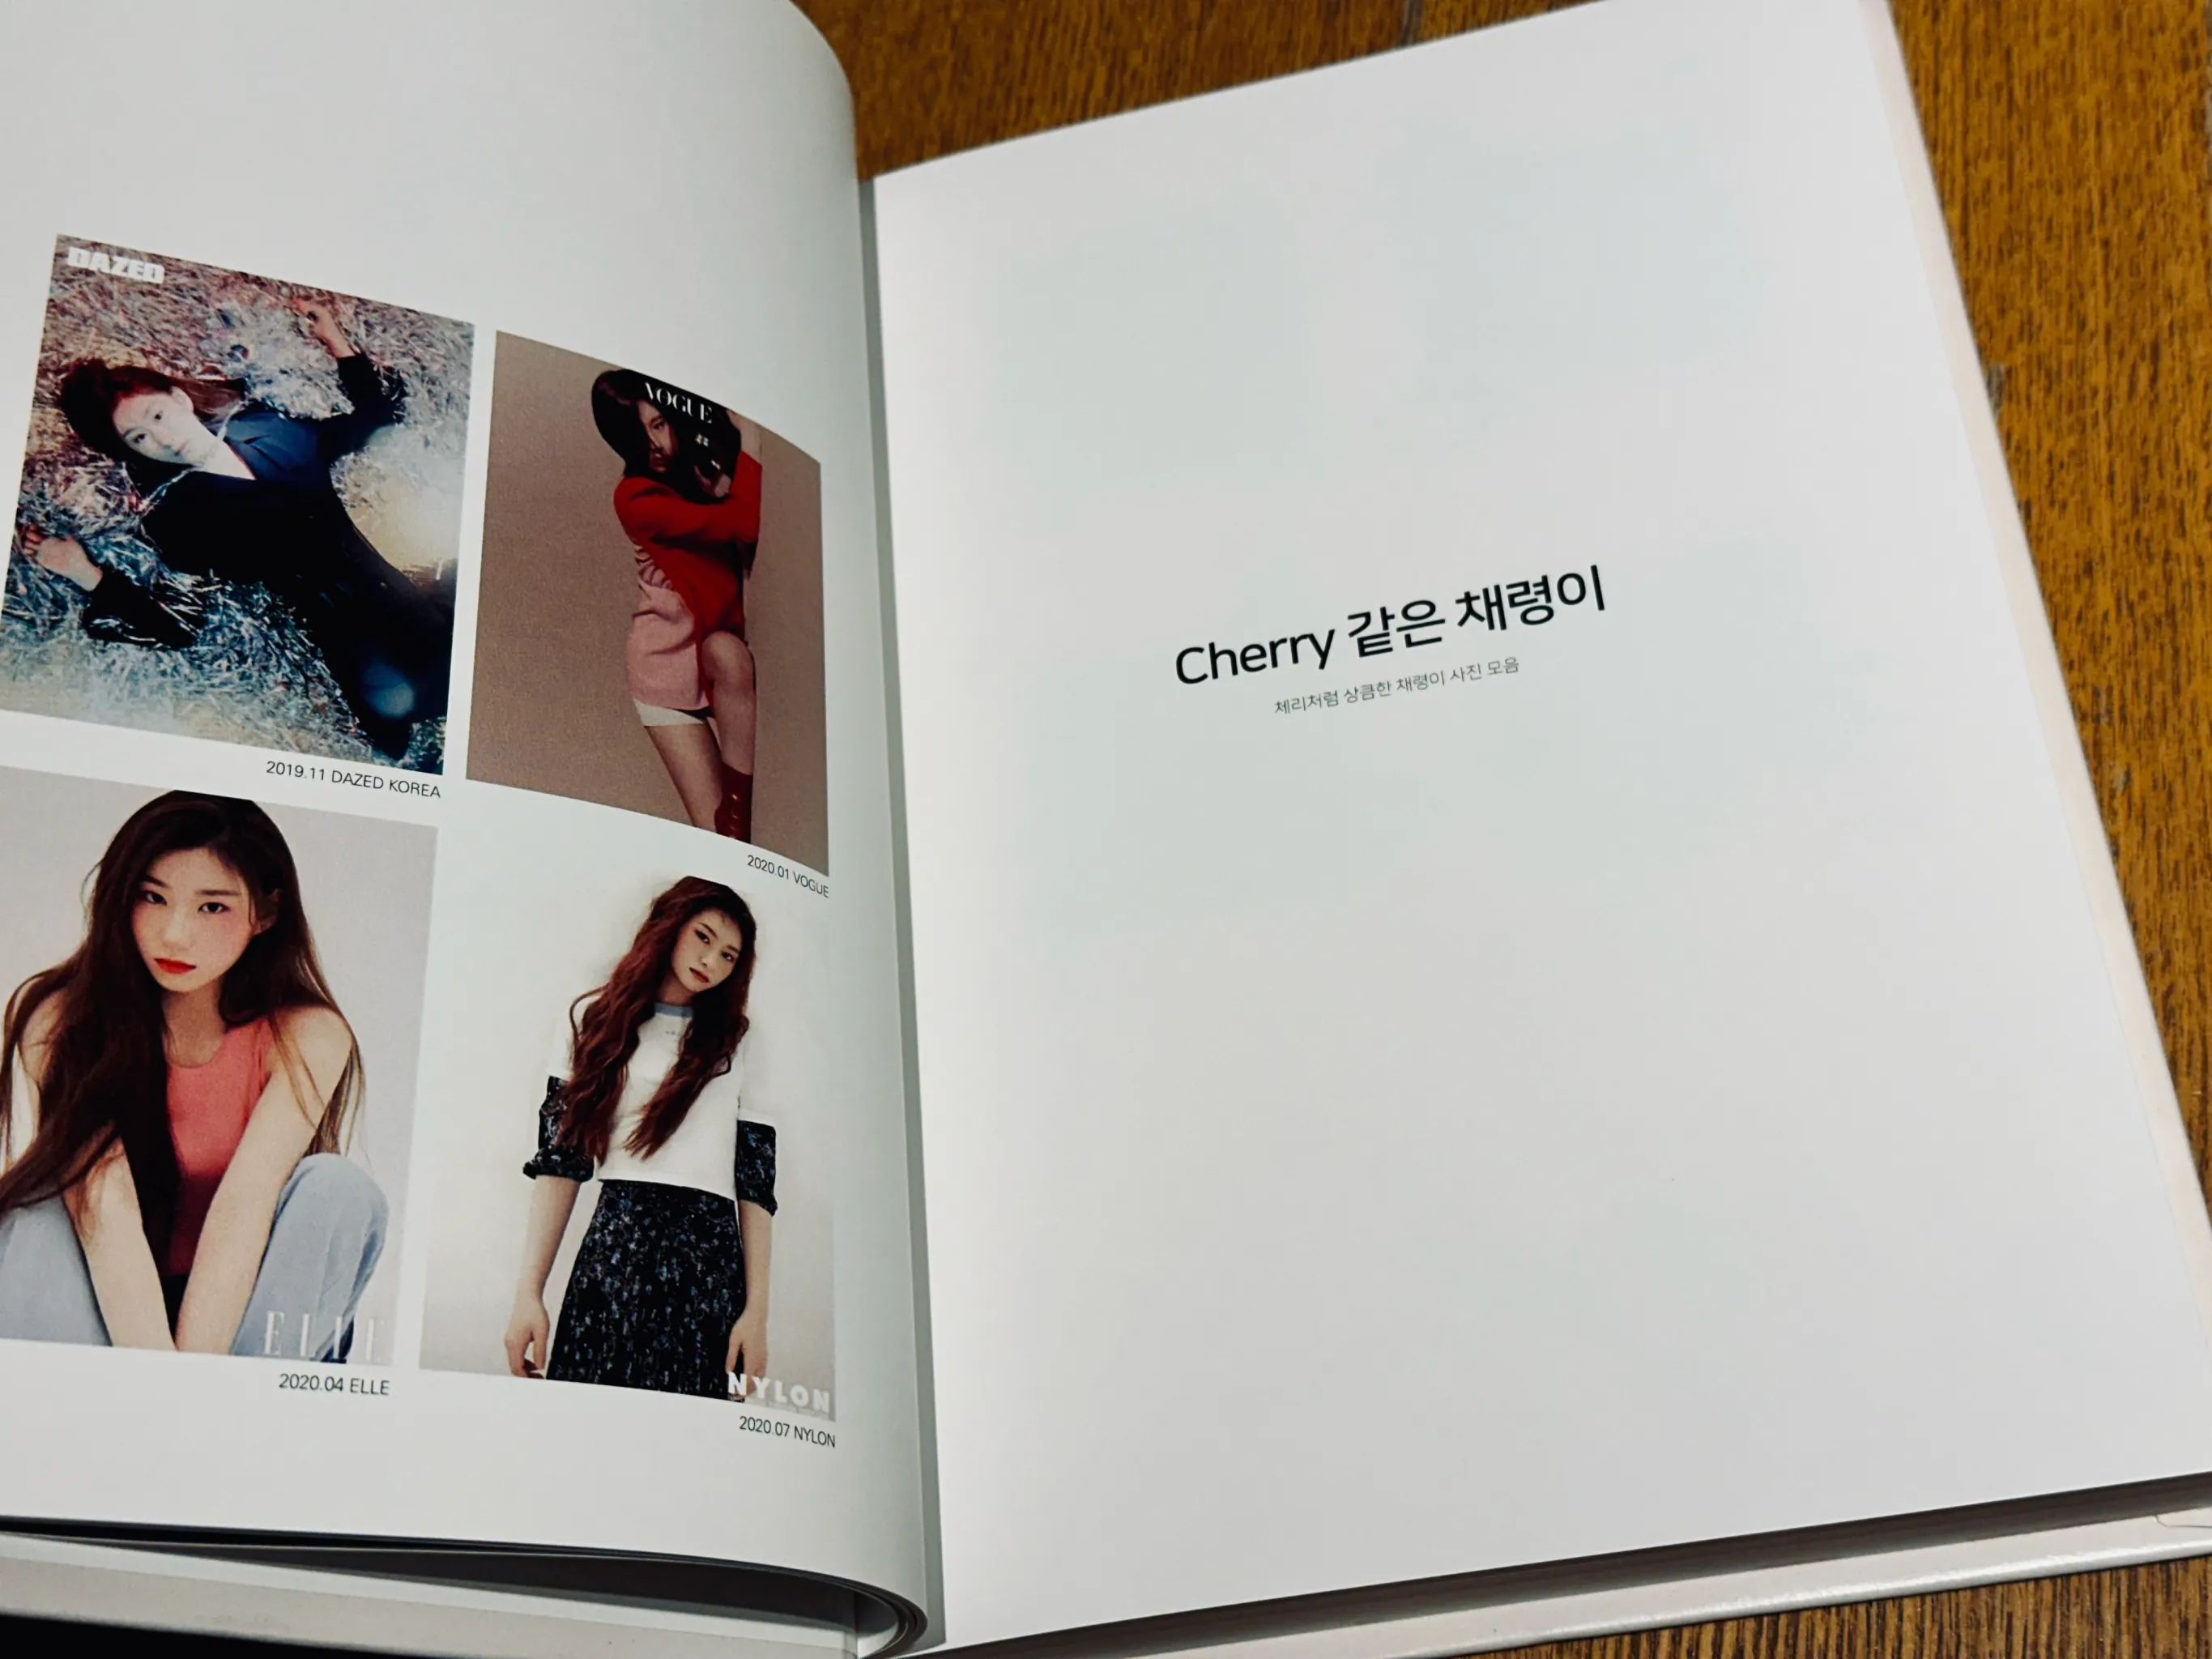 DAZED
2019.11 DAZED KOREA
VOGUE
2020.01 VOGUE
ELLE
2020.04 ELLE
NYLON
2020.07 NYLON
Cherry 같은 채령이
체리처럼 상큼한 채령이 사진 모음